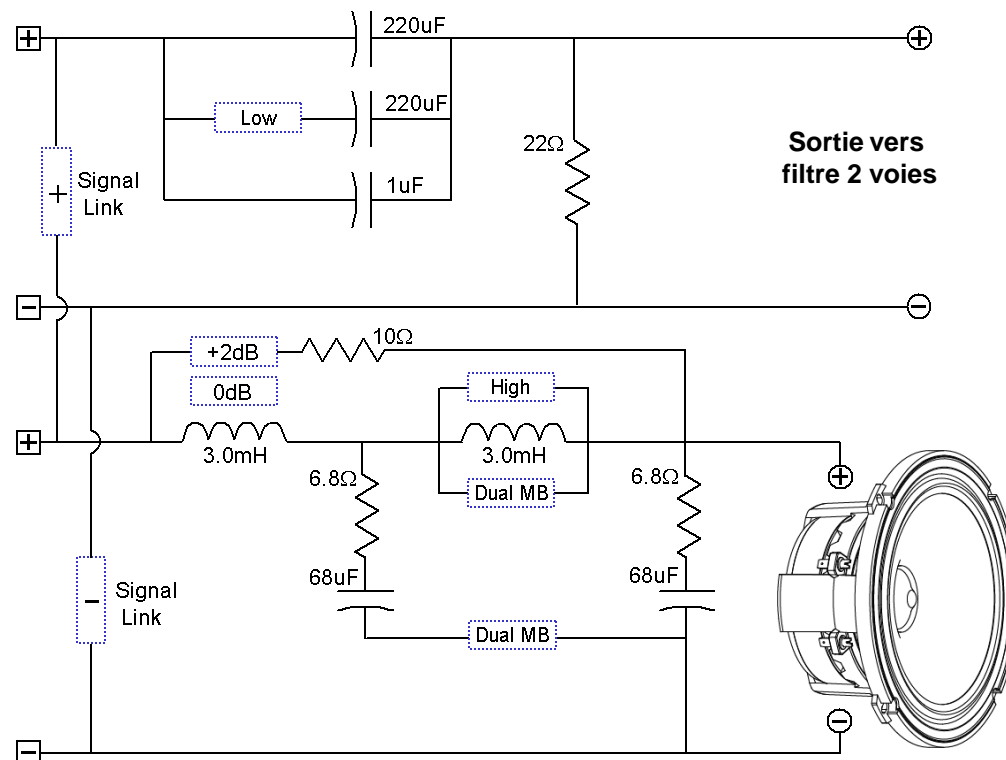 +
220uF
+
Low
220uF
22Ω
Sortie vers
filtre 2 voies
+
Signal
Link
1uF
-
-
+2dB
10Ω
0dB
High
+
3.0mH
3.0mH
6.8Ω
Dual MB
6.8Ω
+
68uF
68uF
-
Signal
Link
Dual MB
-
-